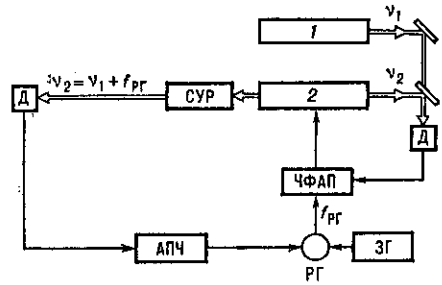 1
ν₁
ν₂ = ν₁ + fРГ
Д
СУР
2
ν₂
Д
ЧФАП
fРГ
АПЧ
РГ
ЗГ